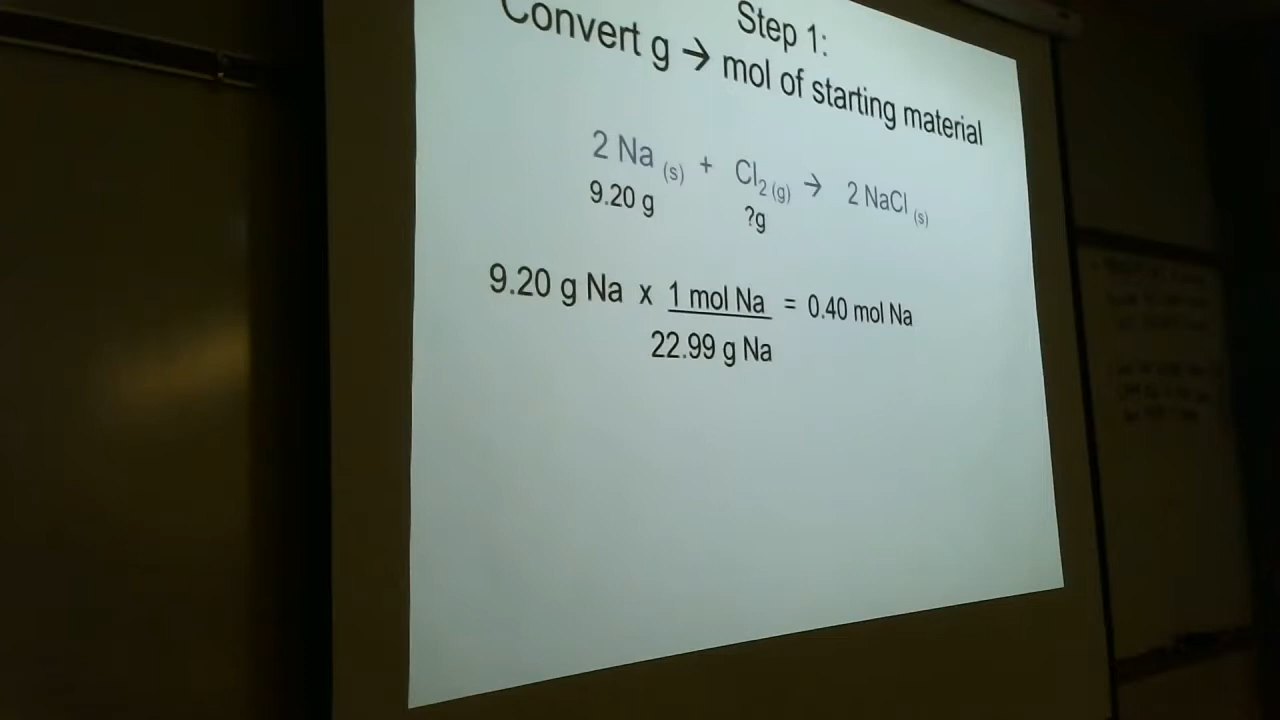 Step 1:
Convert g → mol of starting material
2 Na (s) + Cl2 (g) → 2 NaCl (s)
9.20 g ?g
9.20 g Na x 1 mol Na = 0.40 mol Na
22.99 g Na